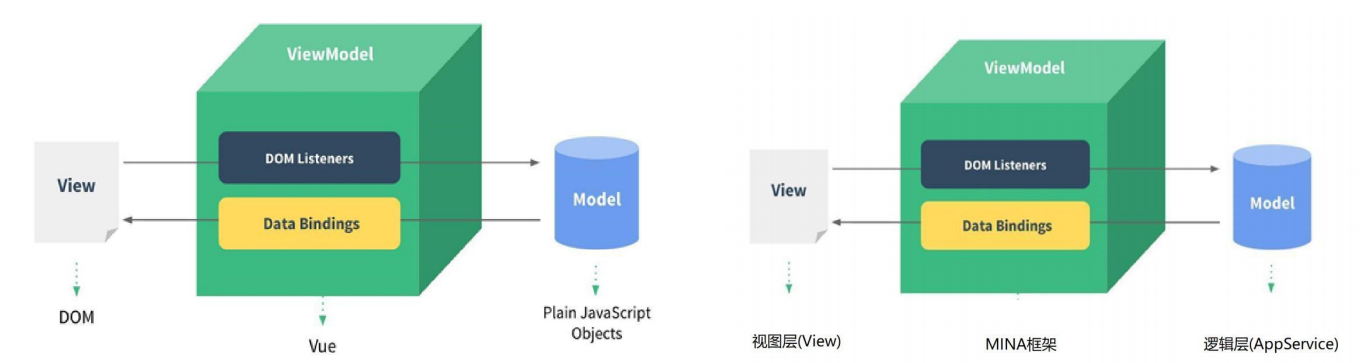 ViewModel
DOM Listeners
View
Model
Data Bindings
DOM
Plain JavaScript
Objects
Vue
ViewModel
DOM Listeners
View
Model
Data Bindings
视图层(View)
MINA框架
逻辑层(AppService)